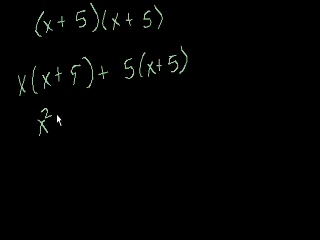 (x + 5)(x + 5)
x(x + 5) + 5(x + 5)
x²